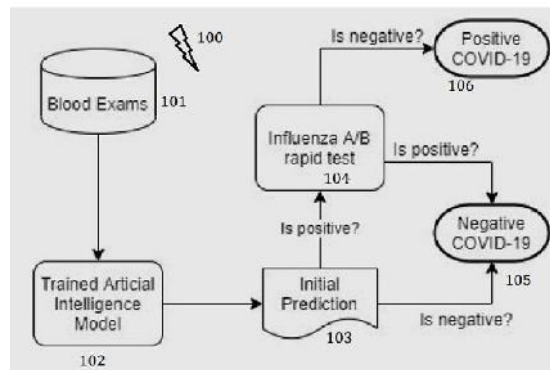 100
Blood Exams
101
Trained Articial
Intelligence
Model
102
Initial
Prediction
103
Is positive?
Influenza A/B
rapid test
104
Is negative?
Positive
COVID-19
106
Is positive?
Negative
COVID-19
105
Is negative?